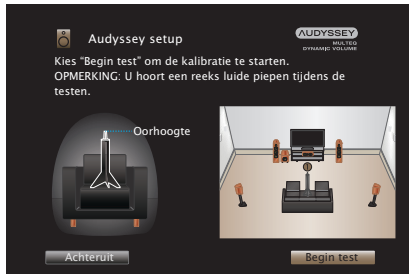 Audyssey setup
AUDYSSEY
MULTEQ
DYNAMIC VOLUME
Kies “Begin test” om de kalibratie te starten.
OPMERKING: U hoort een reeks luide piepen tijdens de
testen.
Oorhoogte
Achteruit
Begin test